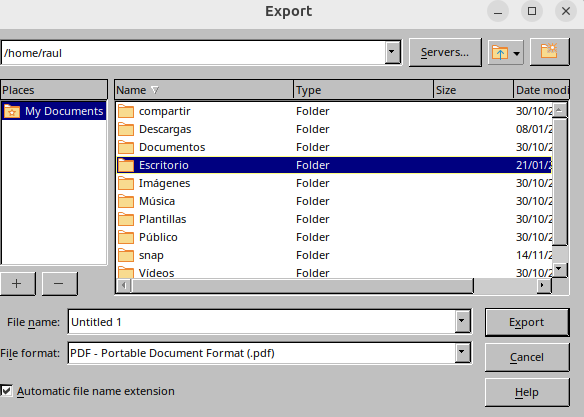 Export
/home/raul
Servers...
Places
My Documents
Name Type Size Date modi
compartir Folder 30/10/2
Descargas Folder 08/01/2
Documentos Folder 30/10/2
Escritorio Folder 21/01/2
Imágenes Folder 30/10/2
Música Folder 30/10/2
Plantillas Folder 30/10/2
Público Folder 30/10/2
snap Folder 14/11/2
Vídeos Folder 30/10/2
File name: Untitled 1
Export
File format: PDF - Portable Document Format (.pdf)
Cancel
Automatic file name extension
Help